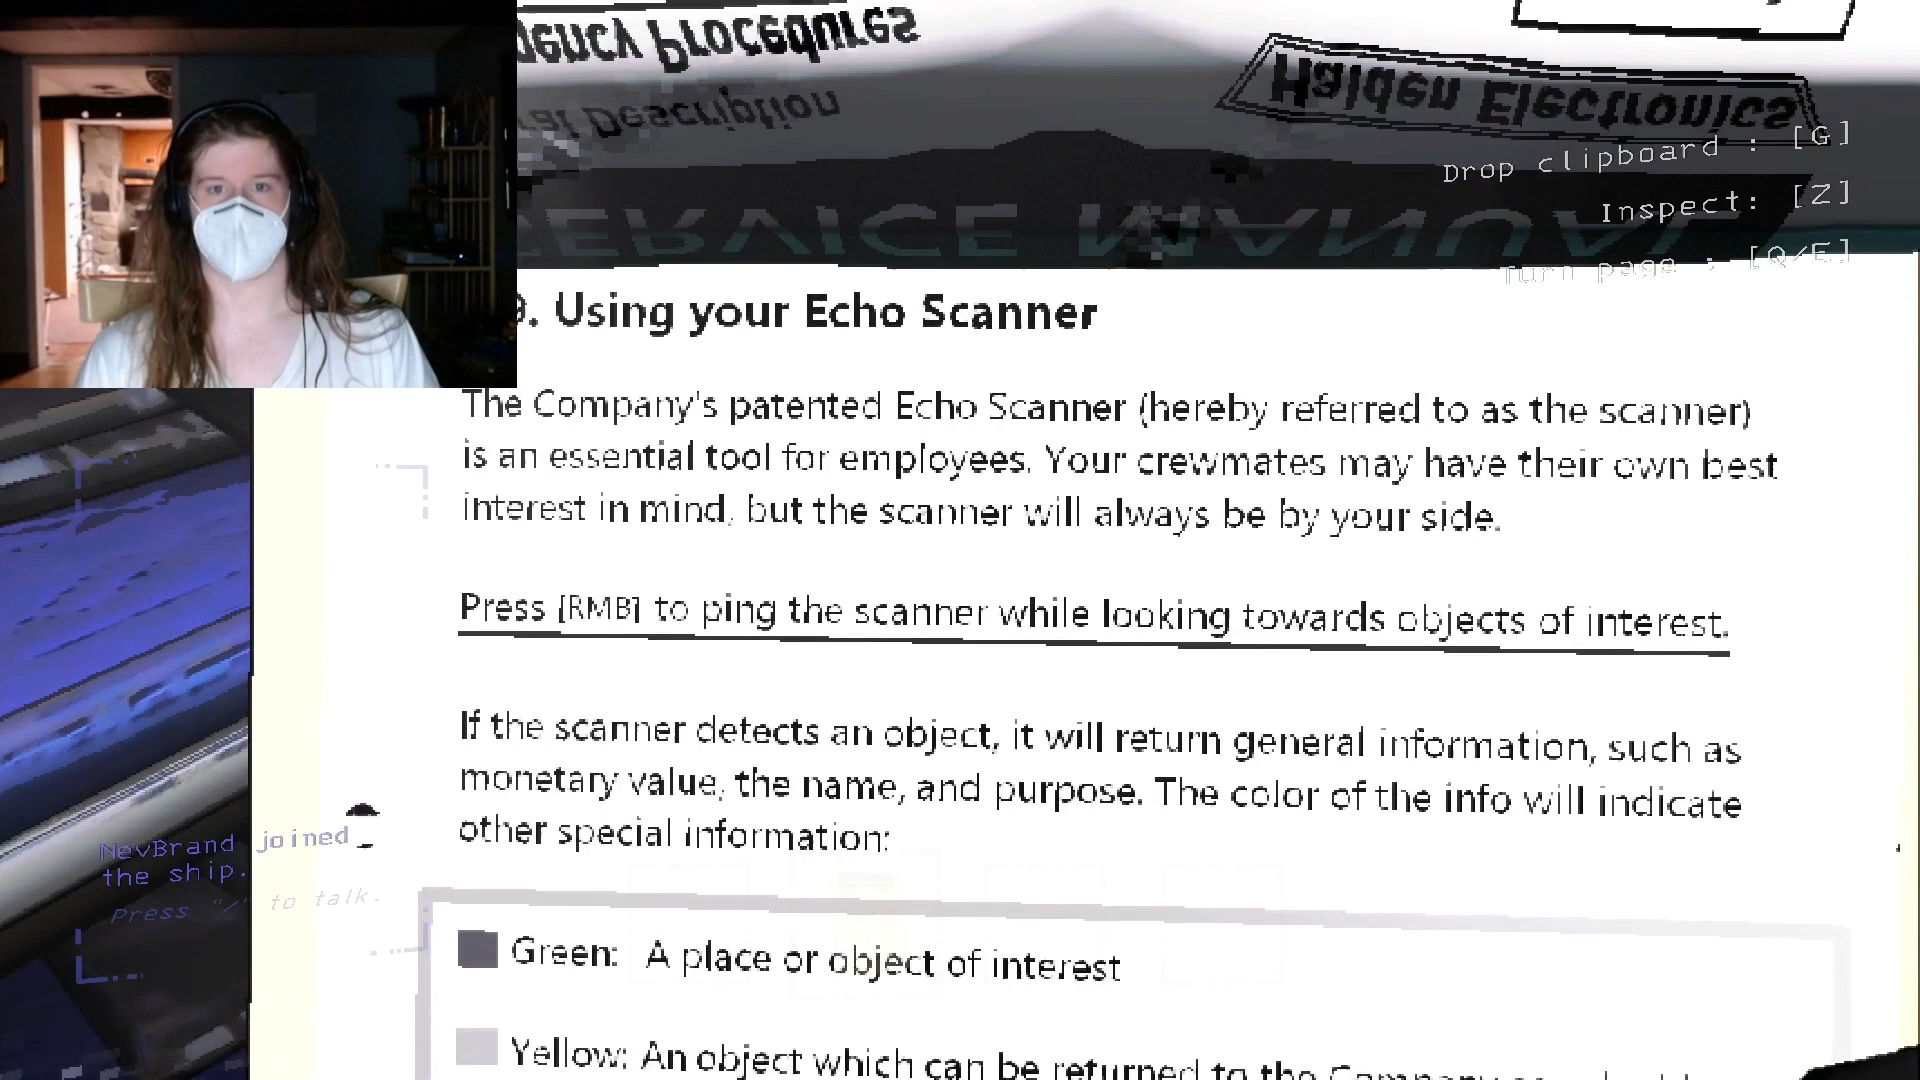 Procedures
Halden Electronics
Description
SERVICE MANUAL
Drop clipboard : [G]
Inspect: [Z]
Turn page : [Q/E]
9. Using your Echo Scanner
The Company's patented Echo Scanner (hereby referred to as the scanner)
is an essential tool for employees. Your crewmates may have their own best
interest in mind, but the scanner will always be by your side.
Press [RMB] to ping the scanner while looking towards objects of interest.
If the scanner detects an object, it will return general information, such as
monetary value, the name, and purpose. The color of the info will indicate
other special information:
NevBrand joined
the ship.
Press "/" to talk.
Green: A place or object of interest
Yellow: An object which can be returned to the Company